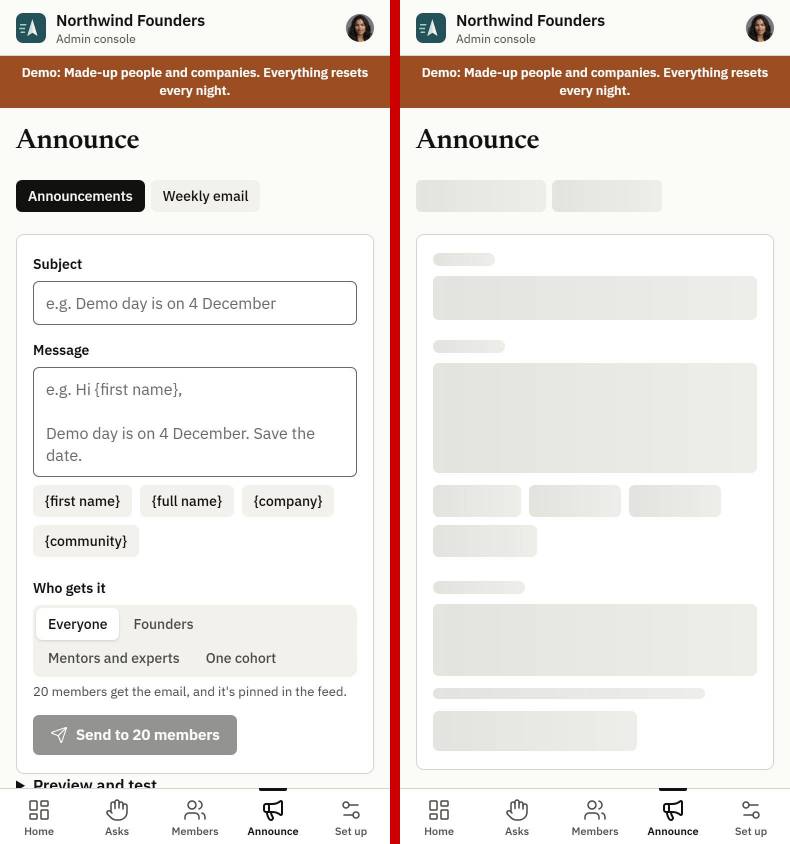 Northwind Founders
Admin console
Demo: Made-up people and companies. Everything resets
every night.
Announce
Announcements
Weekly email
Subject
e.g. Demo day is on 4 December
Message
e.g. Hi {first name},
Demo day is on 4 December. Save the
date.
{first name} {full name} {company}
{community}
Who gets it
Everyone Founders
Mentors and experts One cohort
20 members get the email, and it's pinned in the feed.
Send to 20 members
Preview and test
Home Asks Members Announce Set up
Northwind Founders
Admin console
Demo: Made-up people and companies. Everything resets
every night.
Announce
Home Asks Members Announce Set up